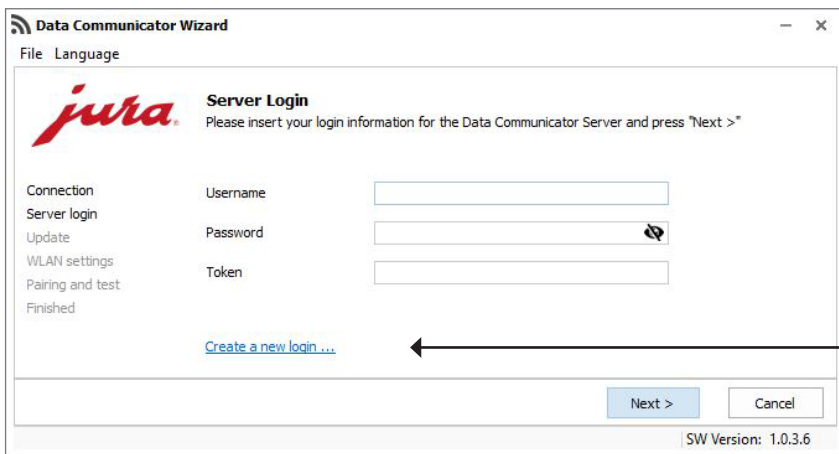 Data Communicator Wizard
File Language
jura
Server Login
Please insert your login information for the Data Communicator Server and press "Next >"
Connection
Server login
Update
WLAN settings
Pairing and test
Finished
Username
Password
Token
Create a new login ...
Next >
Cancel
SW Version: 1.0.3.6